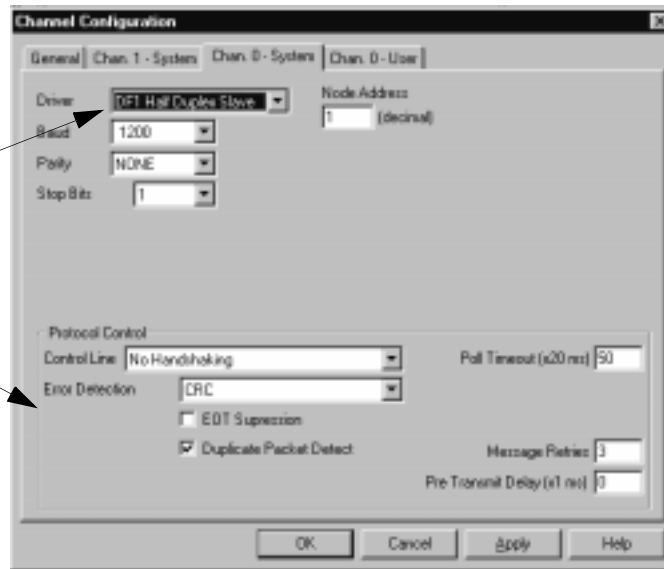 Channel Configuration
General
Chan. 1 - System
Chan. 0 - System
Chan. 0 - User
Driver
DF1 Half Duplex Slave
Node Address
1
(decimal)
Baud
1200
Parity
NONE
Stop Bits
1
Protocol Control
Control Line
No Handshaking
Poll Timeout (x20 ms)
50
Error Detection
CRC
EOT Supression
Duplicate Packet Detect
Message Retries
3
Pre Transmit Delay (x1 ms)
0
OK
Cancel
Apply
Help